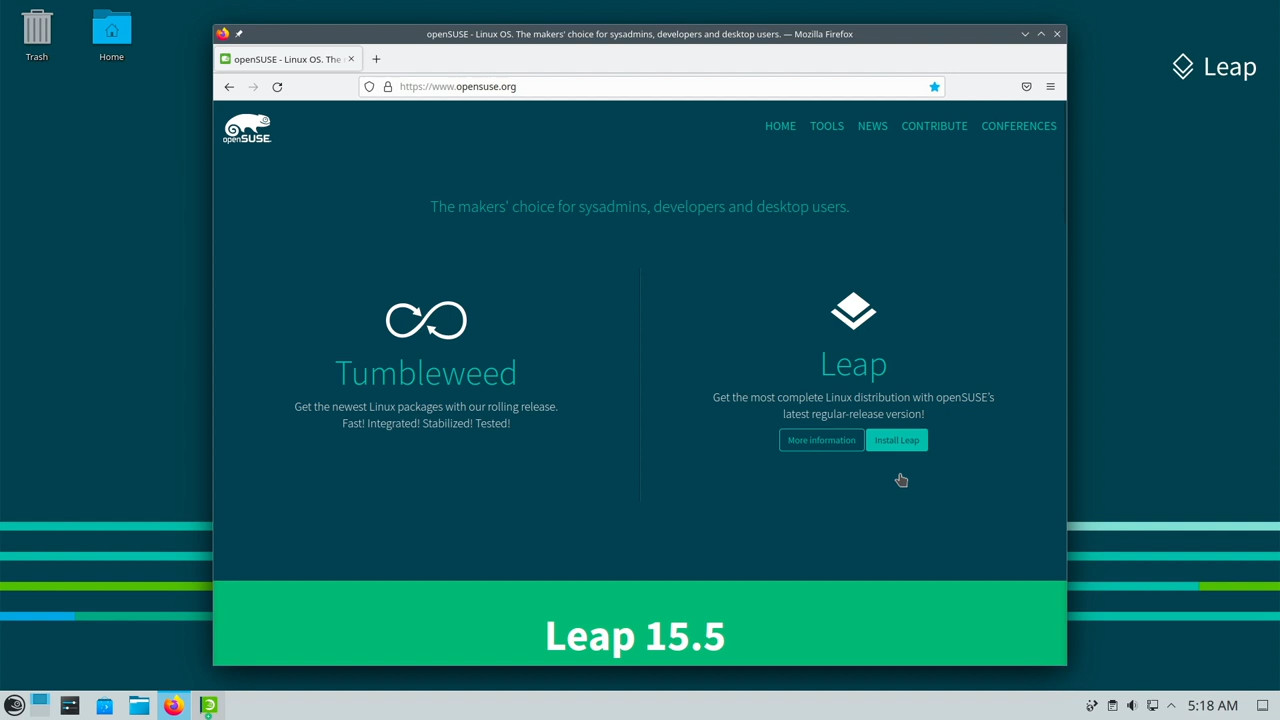 Trash
Home
openSUSE - Linux OS. The makers' choice for sysadmins, developers and desktop users. — Mozilla Firefox
openSUSE - Linux OS. The
https://www.opensuse.org
Leap
openSUSE
HOME TOOLS NEWS CONTRIBUTE CONFERENCES
The makers' choice for sysadmins, developers and desktop users.
Tumbleweed
Get the newest Linux packages with our rolling release.
Fast! Integrated! Stabilized! Tested!
Leap
Get the most complete Linux distribution with openSUSE’s
latest regular-release version!
More information Install Leap
Leap 15.5
5:18 AM